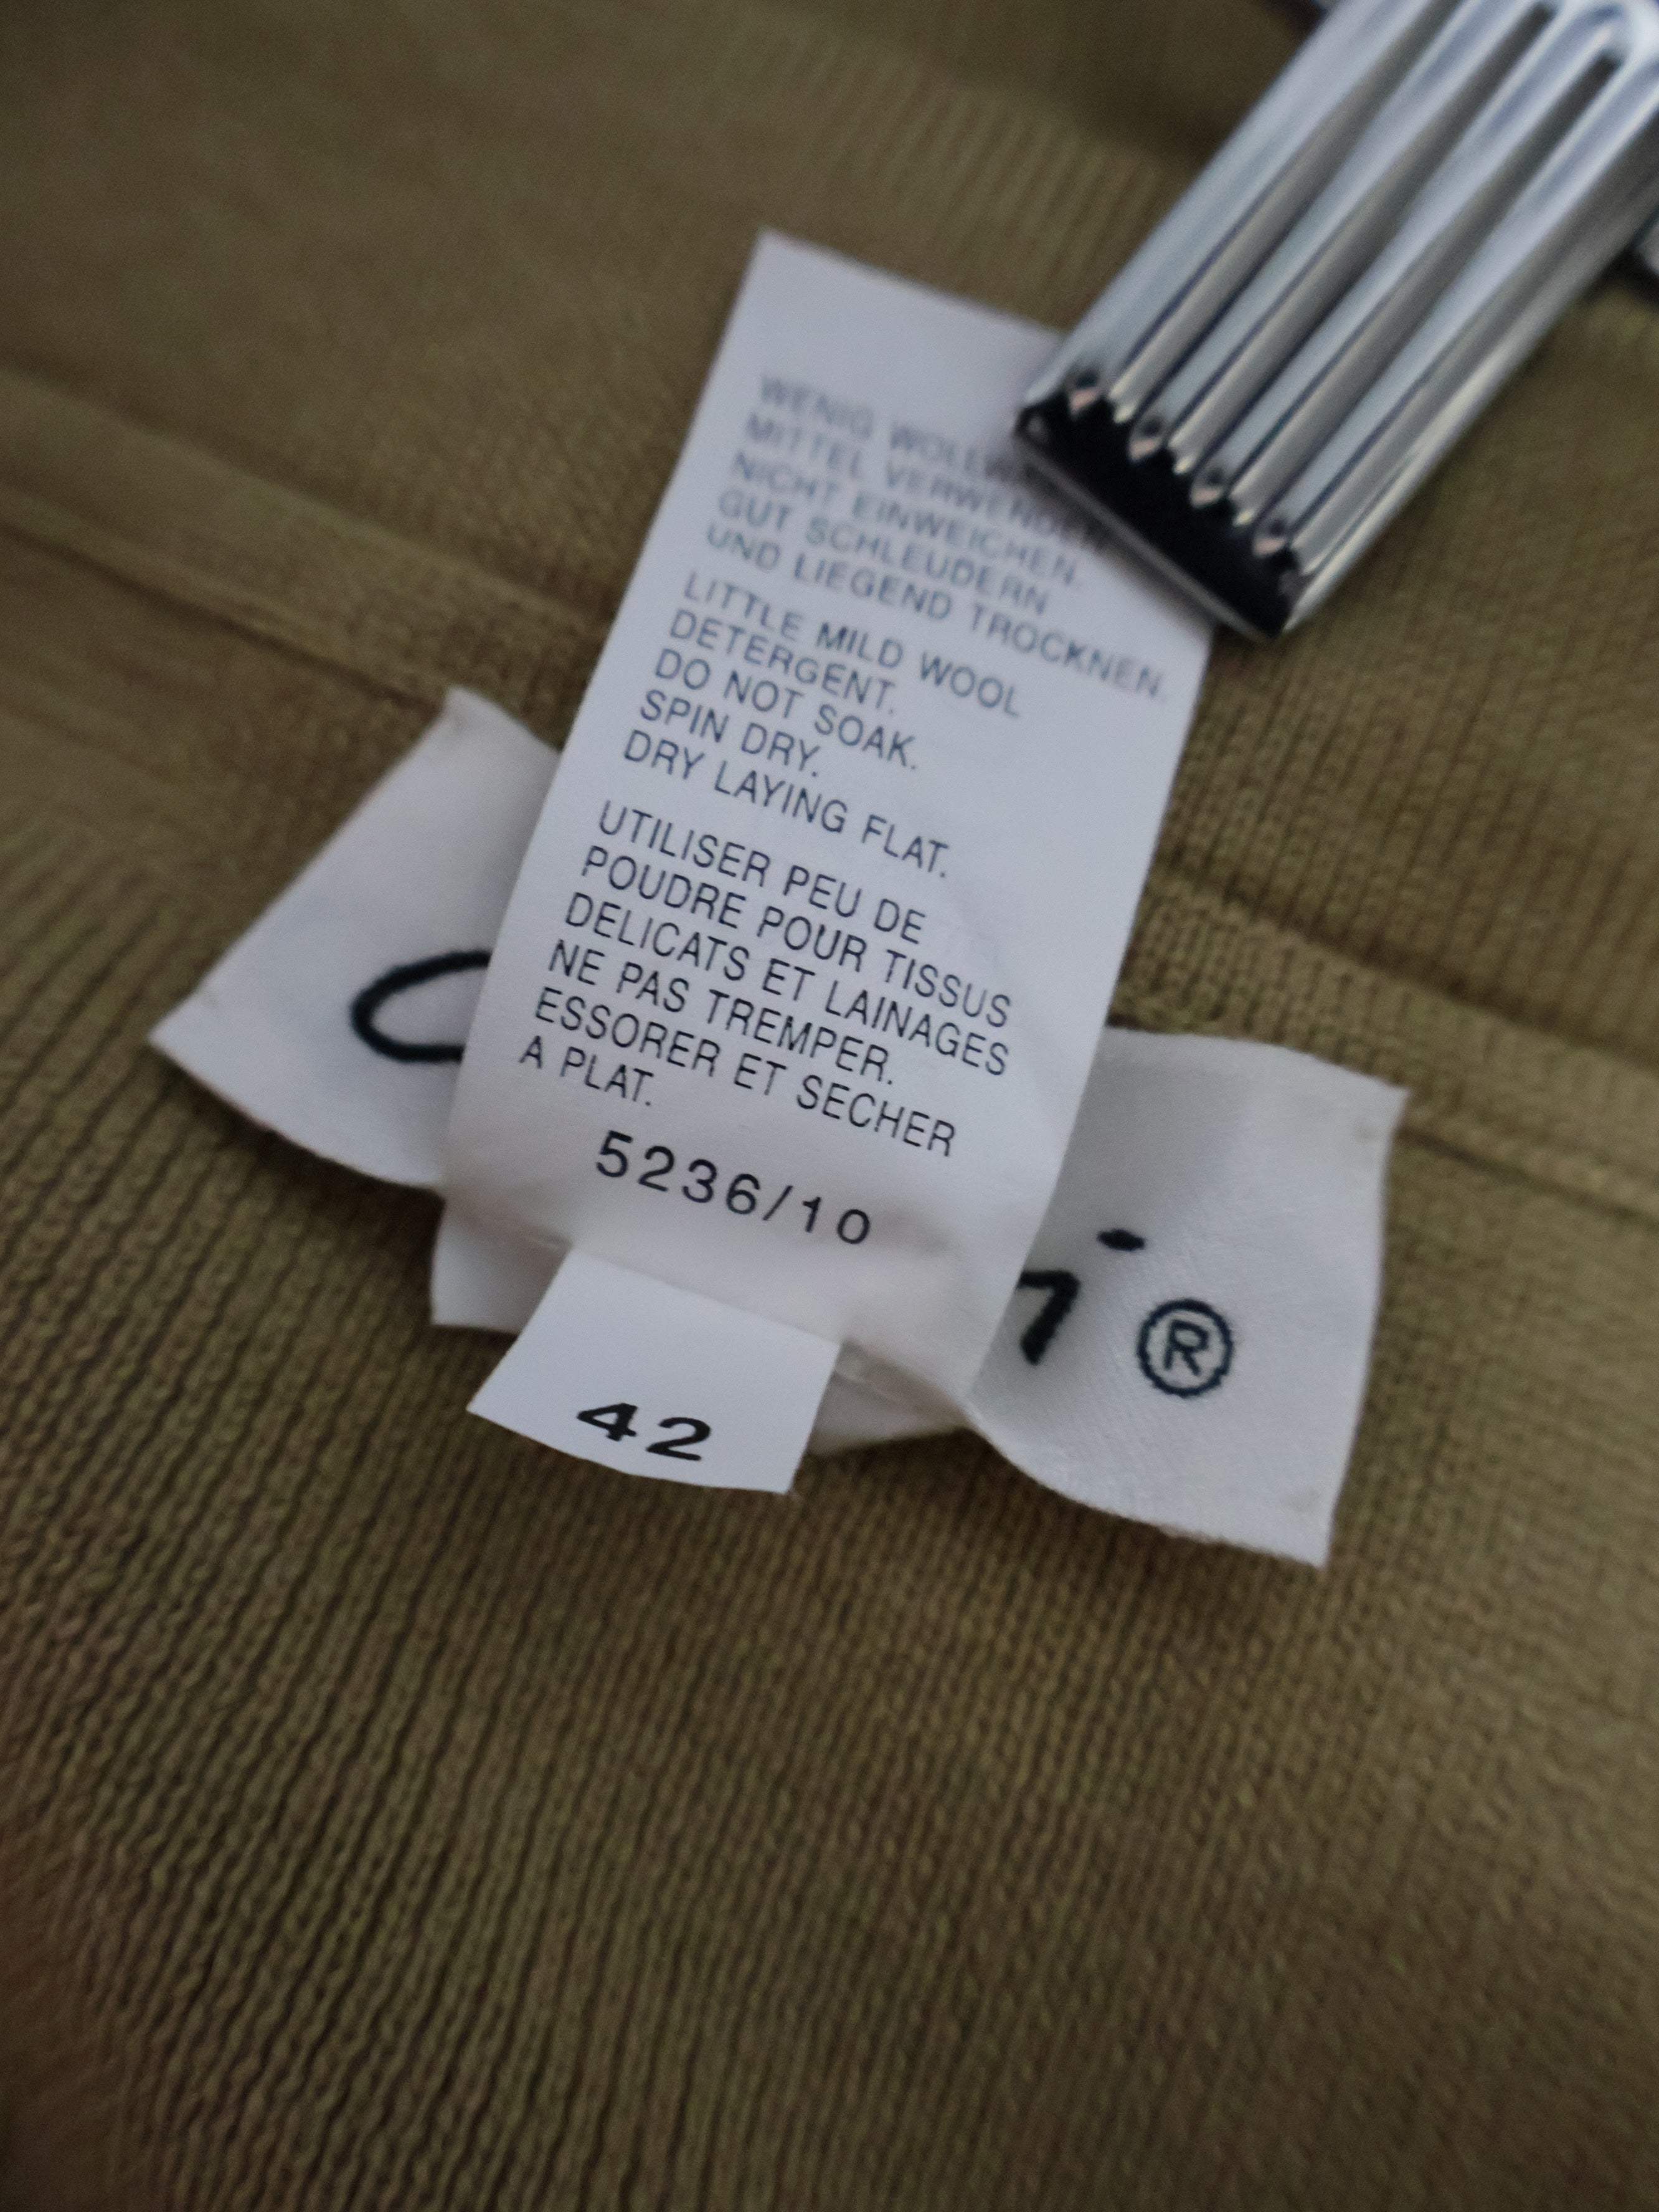 WENIG
MITTEL VERWENDEN
NICHT EINWEICHEN.
GUT SCHLEUDERN
UND LIEGEND TROCKNEN.
LITTLE MILD WOOL
DETERGENT.
DO NOT SOAK.
SPIN DRY.
DRY LAYING FLAT.
UTILISER PEU DE
POUDRE POUR TISSUS
DELICATS ET LAINAGES
NE PAS TREMPER.
ESSORER ET SECHER
A PLAT.
5236/10
®
42